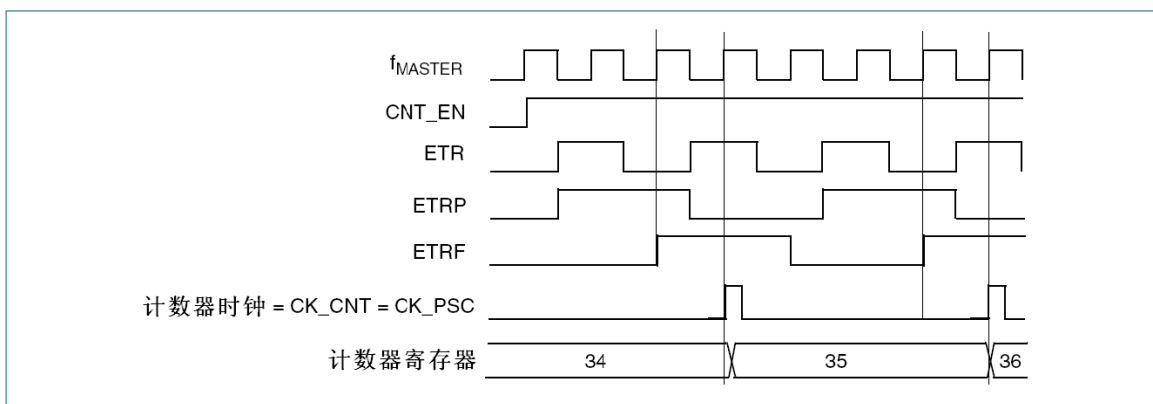 fMASTER
CNT_EN
ETR
ETRP
ETRF
计数器时钟 = CK_CNT = CK_PSC
计数器寄存器 34 35 36